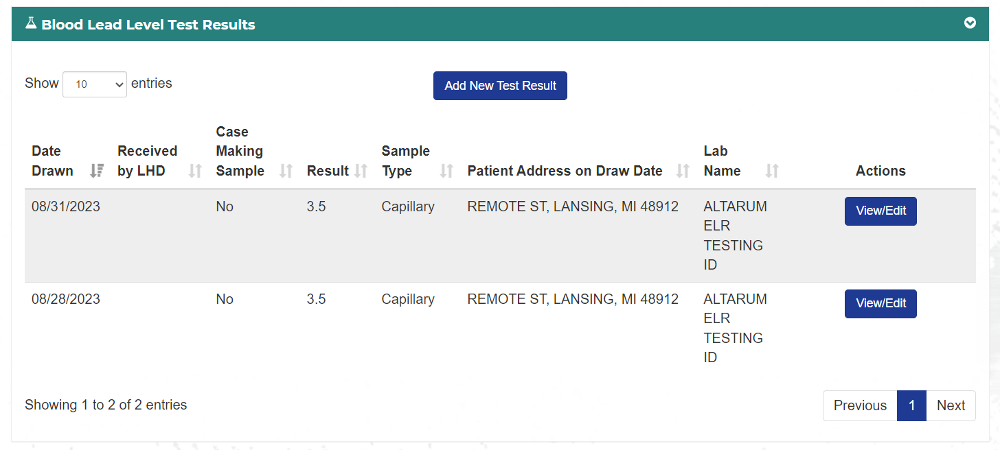 Blood Lead Level Test Results
Show 10 entries
Add New Test Result
Date Drawn
Received by LHD
Case Making Sample
Result
Sample Type
Patient Address on Draw Date
Lab Name
Actions
08/31/2023 No 3.5 Capillary REMOTE ST, LANSING, MI 48912 ALTARUM View/Edit
ELR
TESTING
ID
08/28/2023 No 3.5 Capillary REMOTE ST, LANSING, MI 48912 ALTARUM View/Edit
ELR
TESTING
ID
Showing 1 to 2 of 2 entries
Previous 1 Next